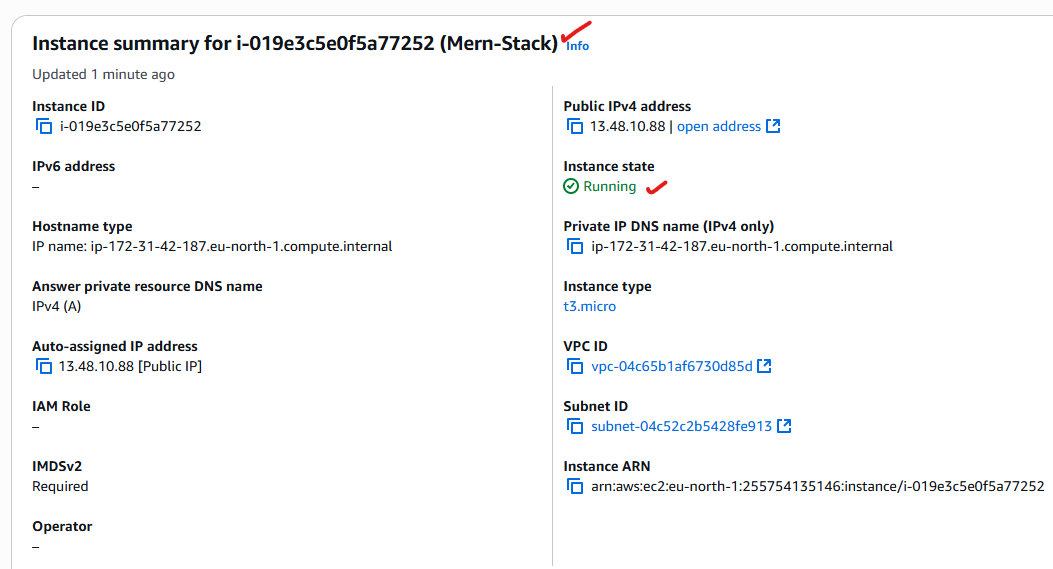 Instance summary for i-019e3c5e0f5a77252 (Mern-Stack) Info
Updated 1 minute ago
Instance ID
i-019e3c5e0f5a77252
IPv6 address
–
Hostname type
IP name: ip-172-31-42-187.eu-north-1.compute.internal
Answer private resource DNS name
IPv4 (A)
Auto-assigned IP address
13.48.10.88 [Public IP]
IAM Role
–
IMDSv2
Required
Operator
–
Public IPv4 address
13.48.10.88 | open address
Instance state
Running
Private IP DNS name (IPv4 only)
ip-172-31-42-187.eu-north-1.compute.internal
Instance type
t3.micro
VPC ID
vpc-04c65b1af6730d85d
Subnet ID
subnet-04c52c2b5428fe913
Instance ARN
arn:aws:ec2:eu-north-1:255754135146:instance/i-019e3c5e0f5a77252